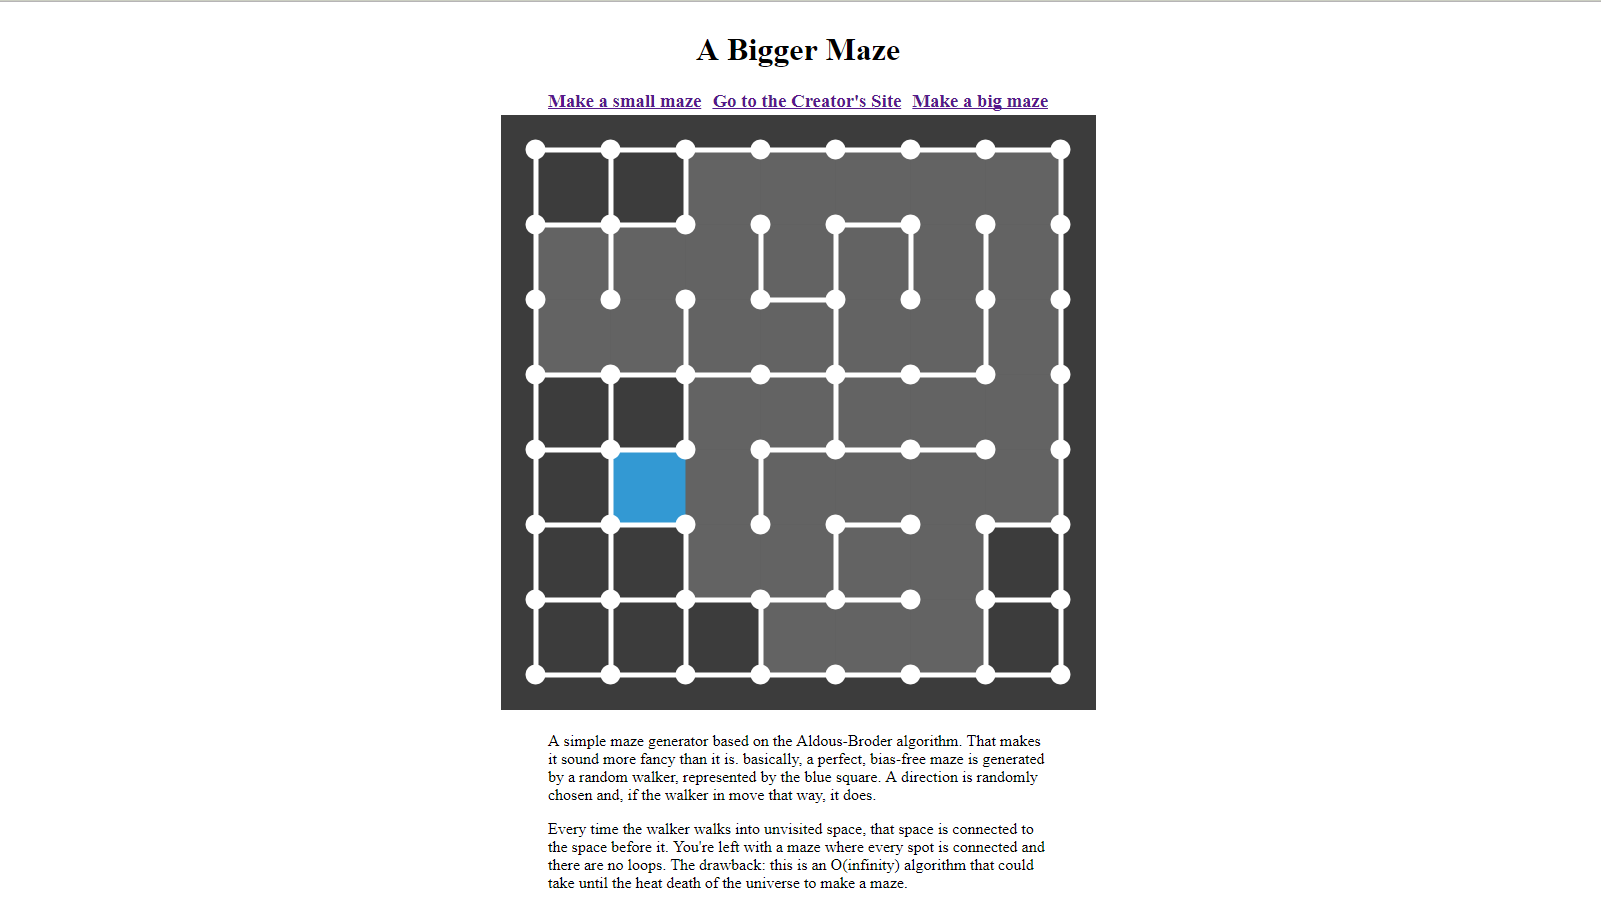 A Bigger Maze
Make a small maze Go to the Creator's Site Make a big maze
A simple maze generator based on the Aldous-Broder algorithm. That makes
it sound more fancy than it is. basically, a perfect, bias-free maze is generated
by a random walker, represented by the blue square. A direction is randomly
chosen and, if the walker in move that way, it does.
Every time the walker walks into unvisited space, that space is connected to
the space before it. You're left with a maze where every spot is connected and
there are no loops. The drawback: this is an O(infinity) algorithm that could
take until the heat death of the universe to make a maze.